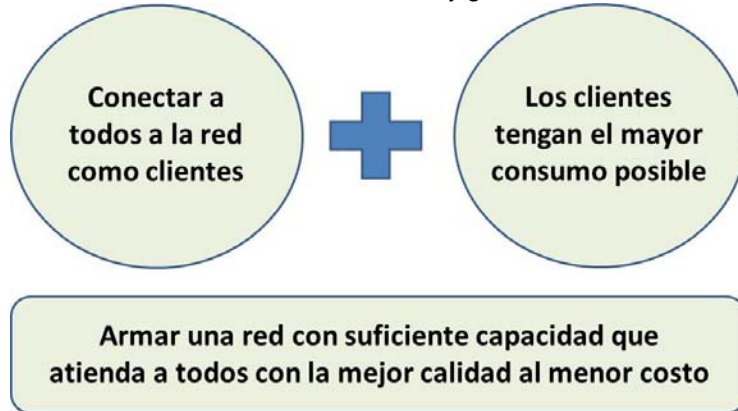 Conectar a
todos a la red
como clientes
Los clientes
tengan el mayor
consumo posible
Armar una red con suficiente capacidad que
atienda a todos con la mejor calidad al menor costo